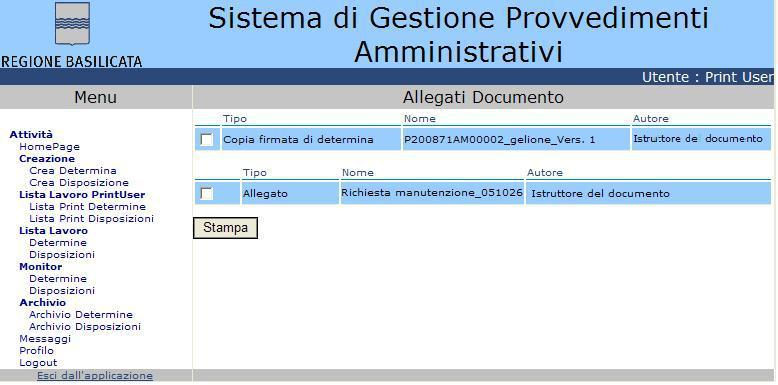 Sistema di Gestione Provvedimenti
Amministrativi
REGIONE BASILICATA
Utente : Print User
Menu
Allegati Documento
Attività
HomePage
Creazione
Crea Determina
Crea Disposizione
Lista Lavoro PrintUser
Lista Print Determine
Lista Print Disposizioni
Lista Lavoro
Determine
Disposizioni
Monitor
Determine
Disposizioni
Archivio
Archivio Determine
Archivio Disposizioni
Messaggi
Profilo
Logout
Esci dall'applicazione
Tipo Nome Autore
Copia firmata di determina P200871AM00002_gelione_Vers. 1 Istruttore del documento
Tipo Nome Autore
Allegato Richiesta manutenzione_051026 Istruttore del documento
Stampa